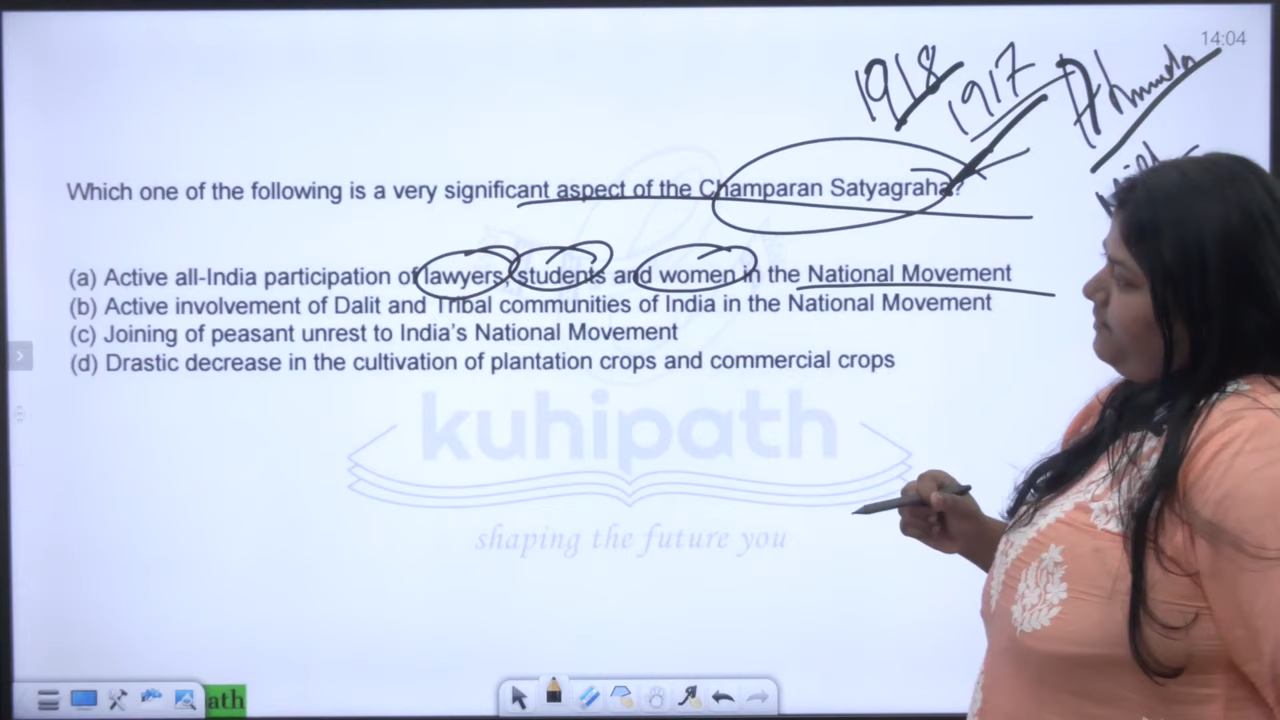 14:04
1918 1917
Which one of the following is a very significant aspect of the Champaran Satyagraha?
(a) Active all-India participation of lawyers, students and women in the National Movement
(b) Active involvement of Dalit and Tribal communities of India in the National Movement
(c) Joining of peasant unrest to India's National Movement
(d) Drastic decrease in the cultivation of plantation crops and commercial crops
kuhipath
shaping the future you
ath